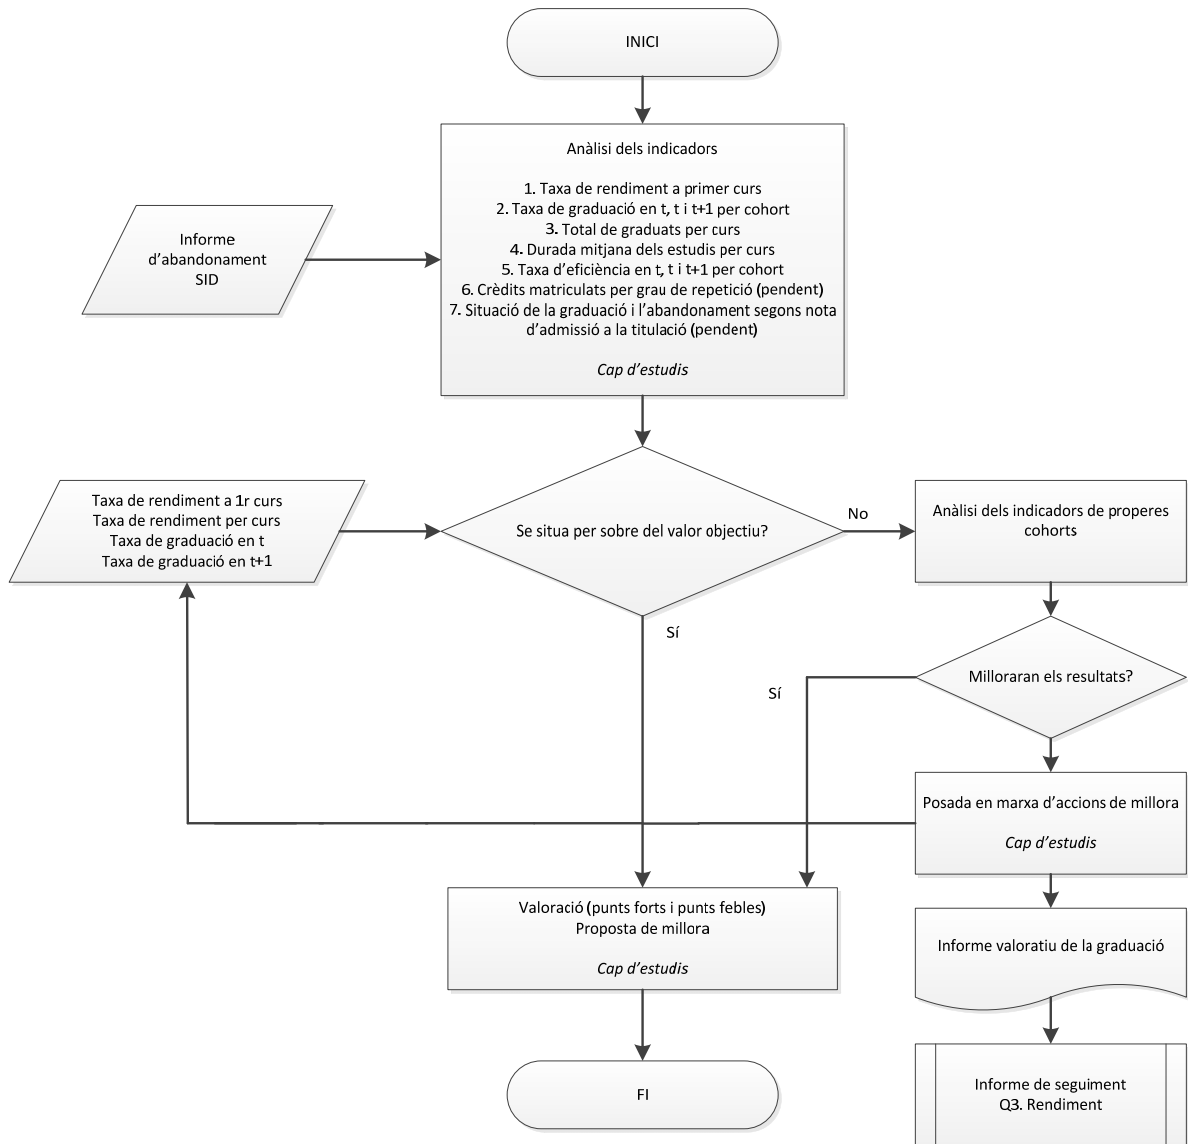 INICI
Anàlisi dels indicadors
1. Taxa de rendiment a primer curs
2. Taxa de graduació en t, t i t+1 per cohort
3. Total de graduats per curs
4. Durada mitjana dels estudis per curs
5. Taxa d'eficiència en t, t i t+1 per cohort
6. Crèdits matriculats per grau de repetició (pendent)
7. Situació de la graduació i l'abandonament segons nota
d'admissió a la titulació (pendent)
Cap d'estudis
Informe
d'abandonament
SID
Taxa de rendiment a 1r curs
Taxa de rendiment per curs
Taxa de graduació en t
Taxa de graduació en t+1
Se situa per sobre del valor objectiu?
No
Anàlisi dels indicadors de properes
cohorts
Sí
Milloraran els resultats?
Sí
Posada en marxa d'accions de millora
Cap d'estudis
Valoració (punts forts i punts febles)
Proposta de millora
Cap d'estudis
Informe valoratiu de la graduació
FI
Informe de seguiment
Q3. Rendiment